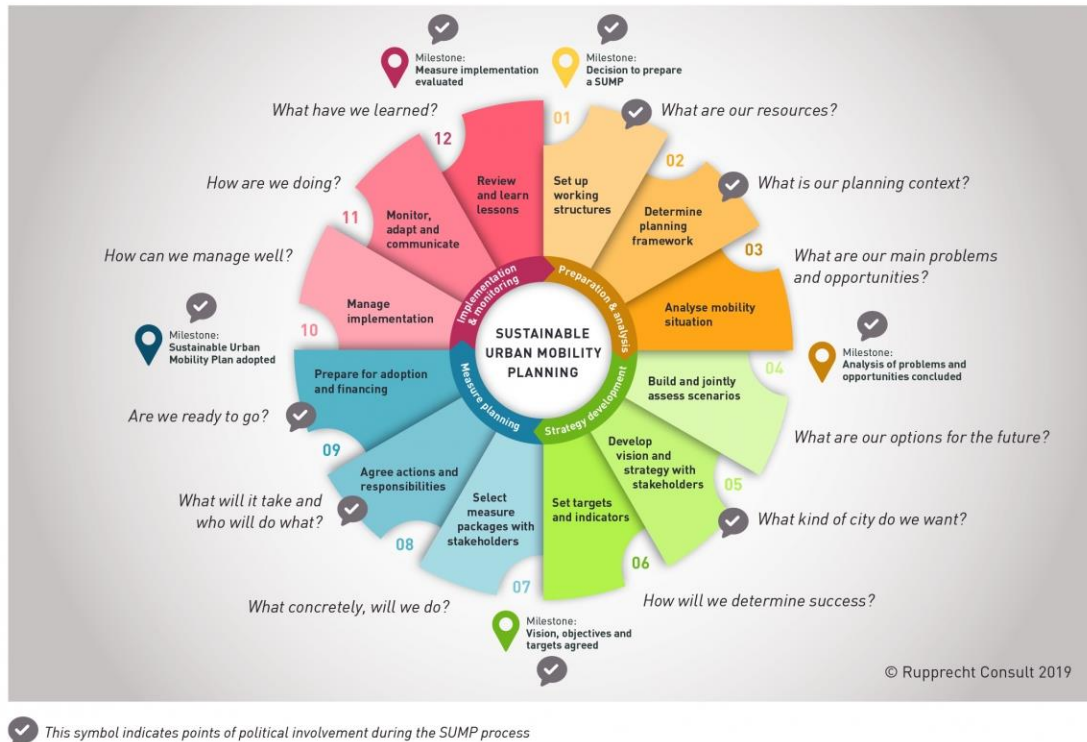 Milestone:
Measure implementation
evaluated
Milestone:
Decision to prepare
a SUMP
What have we learned?
What are our resources?
12
01
Review
and learn
lessons
Set up
working
structures
How are we doing?
11
Monitor,
adapt and
communicate
02
Determine
planning
framework
What is our planning context?
How can we manage well?
10
Manage
implementation
03
Analyse mobility
situation
What are our main problems
and opportunities?
Milestone:
Sustainable Urban
Mobility Plan adopted
Milestone:
Analysis of problems and
opportunities concluded
Implementation
& monitoring
Preparation & analysis
SUSTAINABLE
URBAN MOBILITY
PLANNING
Measure planning
Strategy development
Prepare for adoption
and financing
04
Build and jointly
assess scenarios
Are we ready to go?
09
What are our options for the future?
Agree actions and
responsibilities
Develop
vision and
strategy with
stakeholders
05
What will it take and
who will do what?
08
Select
measure
packages with
stakeholders
Set targets
and indicators
What kind of city do we want?
07
06
What concretely, will we do?
How will we determine success?
Milestone:
Vision, objectives and
targets agreed
© Rupprecht Consult 2019
This symbol indicates points of political involvement during the SUMP process